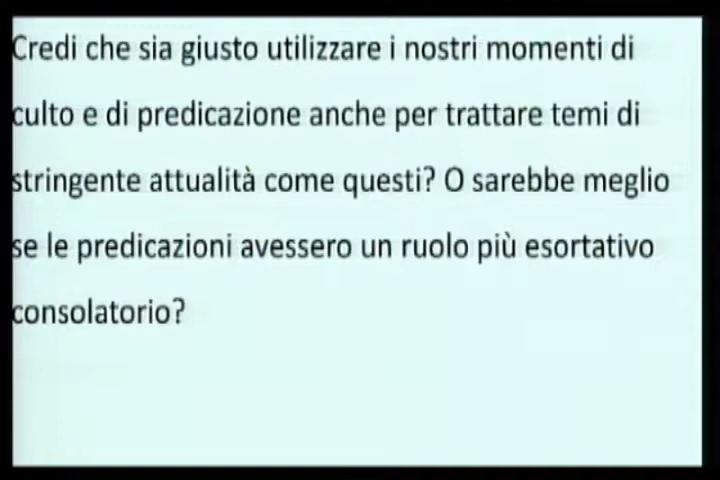 Credi che sia giusto utilizzare i nostri momenti di
culto e di predicazione anche per trattare temi di
stringente attualità come questi? O sarebbe meglio
se le predicazioni avessero un ruolo più esortativo
consolatorio?